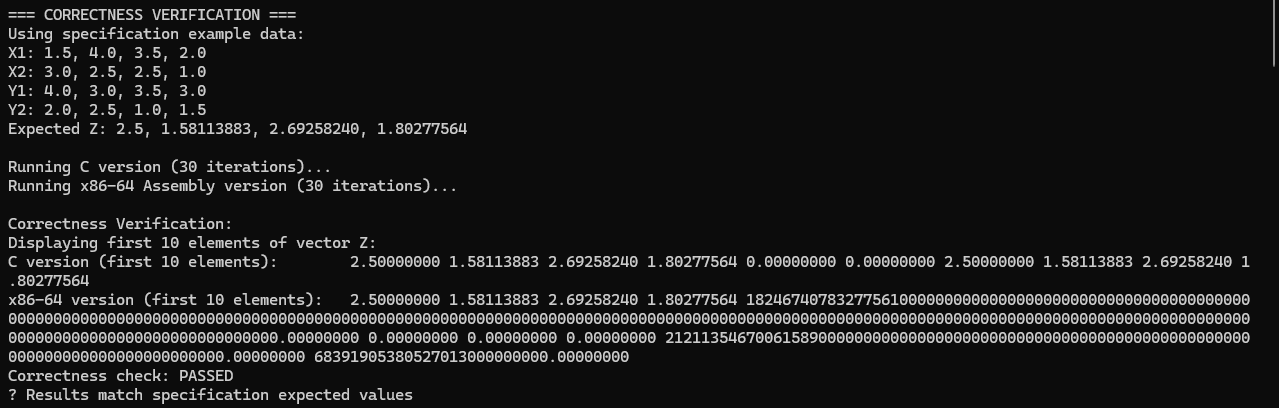 === CORRECTNESS VERIFICATION ===
Using specification example data:
X1: 1.5, 4.0, 3.5, 2.0
X2: 3.0, 2.5, 2.5, 1.0
Y1: 4.0, 3.0, 3.5, 3.0
Y2: 2.0, 2.5, 1.0, 1.5
Expected Z: 2.5, 1.58113883, 2.69258240, 1.80277564
Running C version (30 iterations)...
Running x86-64 Assembly version (30 iterations)...
Correctness Verification:
Displaying first 10 elements of vector Z:
C version (first 10 elements):        2.50000000 1.58113883 2.69258240 1.80277564 0.00000000 0.00000000 2.50000000 1.58113883 2.69258240 1
.80277564
x86-64 version (first 10 elements):   2.50000000 1.58113883 2.69258240 1.80277564 18246740783277561000000000000000000000000000000000000000
000000000000000000000000000000000000000000000000000000000000000000000000000000000000000000000000000000000000000000000000000000000000000000
000000000000000000000000000000.00000000 0.00000000 0.00000000 0.00000000 21211354670061589000000000000000000000000000000000000000000000000
000000000000000000000000.00000000 68391905380527013000000000.00000000
Correctness check: PASSED
? Results match specification expected values